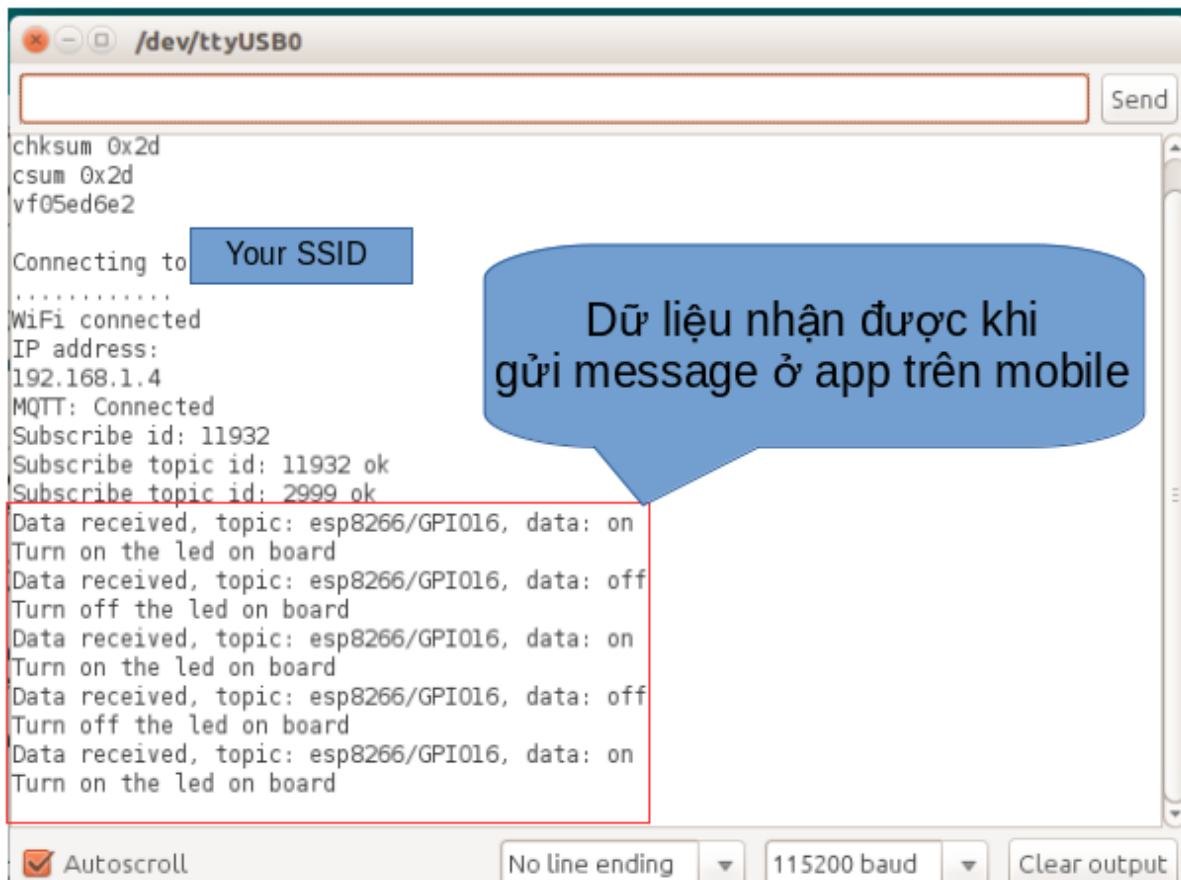 /dev/ttyUSB0
Send
chksum 0x2d
csum 0x2d
vf05ed6e2
Connecting to
Your SSID
............
WiFi connected
IP address:
192.168.1.4
MQTT: Connected
Subscribe id: 11932
Subscribe topic id: 11932 ok
Subscribe topic id: 2999 ok
Dữ liệu nhận được khi
gửi message ở app trên mobile
Data received, topic: esp8266/GPIO16, data: on
Turn on the led on board
Data received, topic: esp8266/GPIO16, data: off
Turn off the led on board
Data received, topic: esp8266/GPIO16, data: on
Turn on the led on board
Data received, topic: esp8266/GPIO16, data: off
Turn off the led on board
Data received, topic: esp8266/GPIO16, data: on
Turn on the led on board
Autoscroll
No line ending
115200 baud
Clear output